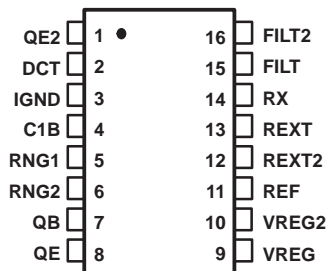 QE2 1 16 FILT2
DCT 2 15 FILT
IGND 3 14 RX
C1B 4 13 REXT
RNG1 5 12 REXT2
RNG2 6 11 REF
QB 7 10 VREG2
QE 8 9 VREG